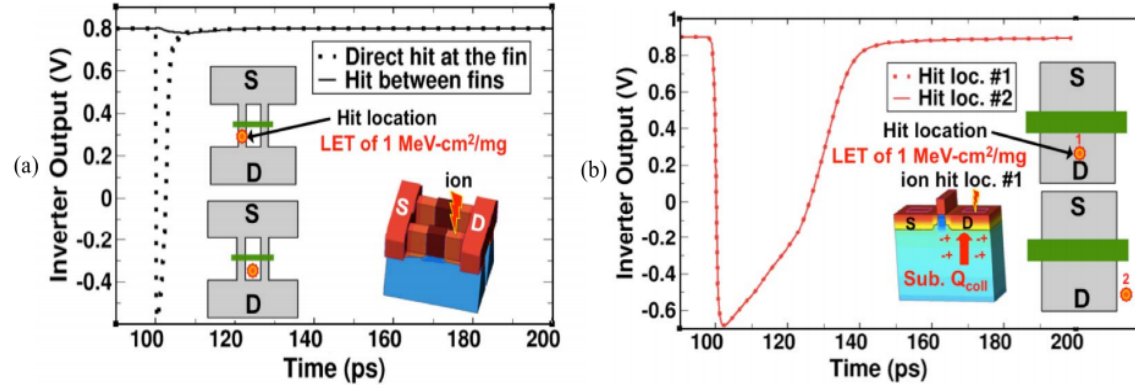 (a)
Inverter Output (V)
0.8
0.6
0.4
0.2
0
-0.2
-0.4
-0.6
100
120
140
160
180
200
Time (ps)
Direct hit at the fin
Hit between fins
S
Hit location
LET of 1 MeV-cm²/mg
D
ion
S
D
S
D
(b)
Inverter Output (V)
1
0.8
0.6
0.4
0.2
0
-0.2
-0.4
-0.6
100
120
140
160
180
200
Time (ps)
Hit loc. #1
Hit loc. #2
S
Hit location
1
LET of 1 MeV-cm²/mg
D
ion hit loc. #1
S
D
-+ -+
-+ -+
Sub. Qcoll
S
D
2